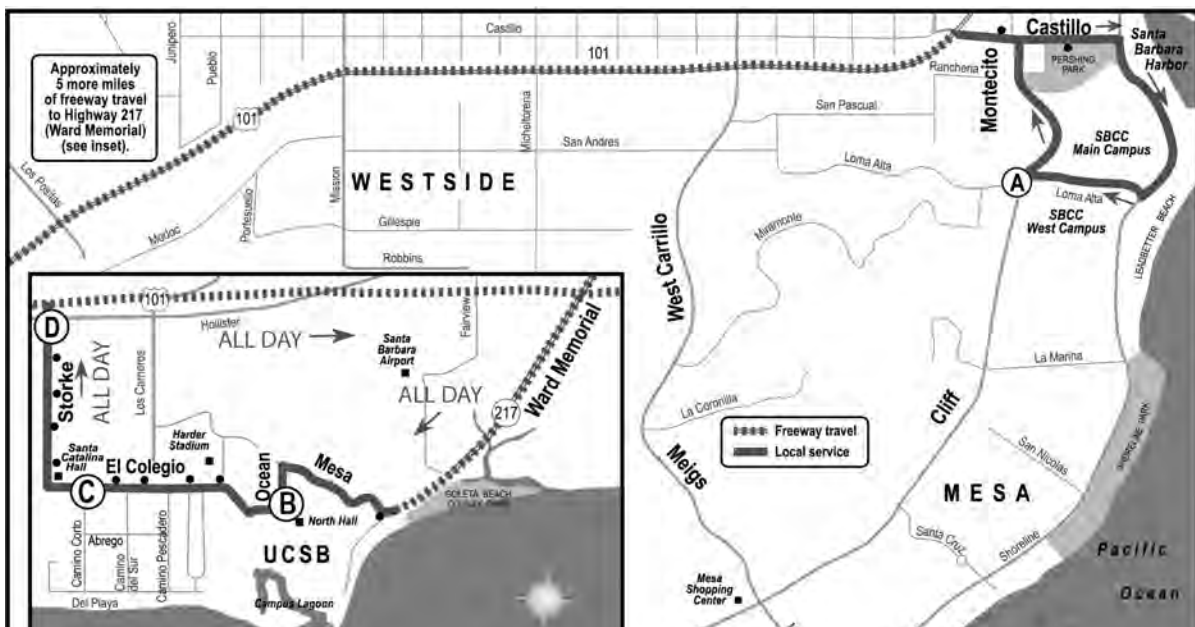 Approximately
5 more miles
of freeway travel
to Highway 217
(Ward Memorial)
(see inset).
Junipero
Pueblo
Castillo
101
101
Castillo
Santa
Barbara
Harbor
PERSHING
PARK
Rancheria
Montecito
San Pascual
Micheltorena
San Andres
Loma Alta
SBCC
Main Campus
A
Loma Alta
SBCC
West Campus
LEADBETTER BEACH
Los Positas
Modoc
Portesuello
Mission
WESTSIDE
Gillespie
Robbins
Miramonte
West Carrillo
La Marina
La Coronilla
Cliff
Meigs
San Nicolas
SHORELINE PARK
MESA
Santa Cruz
Shoreline
Mesa
Shopping
Center
Pacific
Ocean
Freeway travel
Local service
101
D
Hollister
ALL DAY
Fairview
Santa
Barbara
Airport
ALL DAY
Ward Memorial
217
Storke
ALL DAY
Los Carneros
Harder
Stadium
Santa
Catalina
Hall
El Colegio
C
Ocean
Mesa
B
North Hall
GOLETA BEACH
COUNTY PARK
UCSB
Camino Corto
Abrego
Camino
del Sur
Camino Pescadero
Del Playa
Campus Lagoon